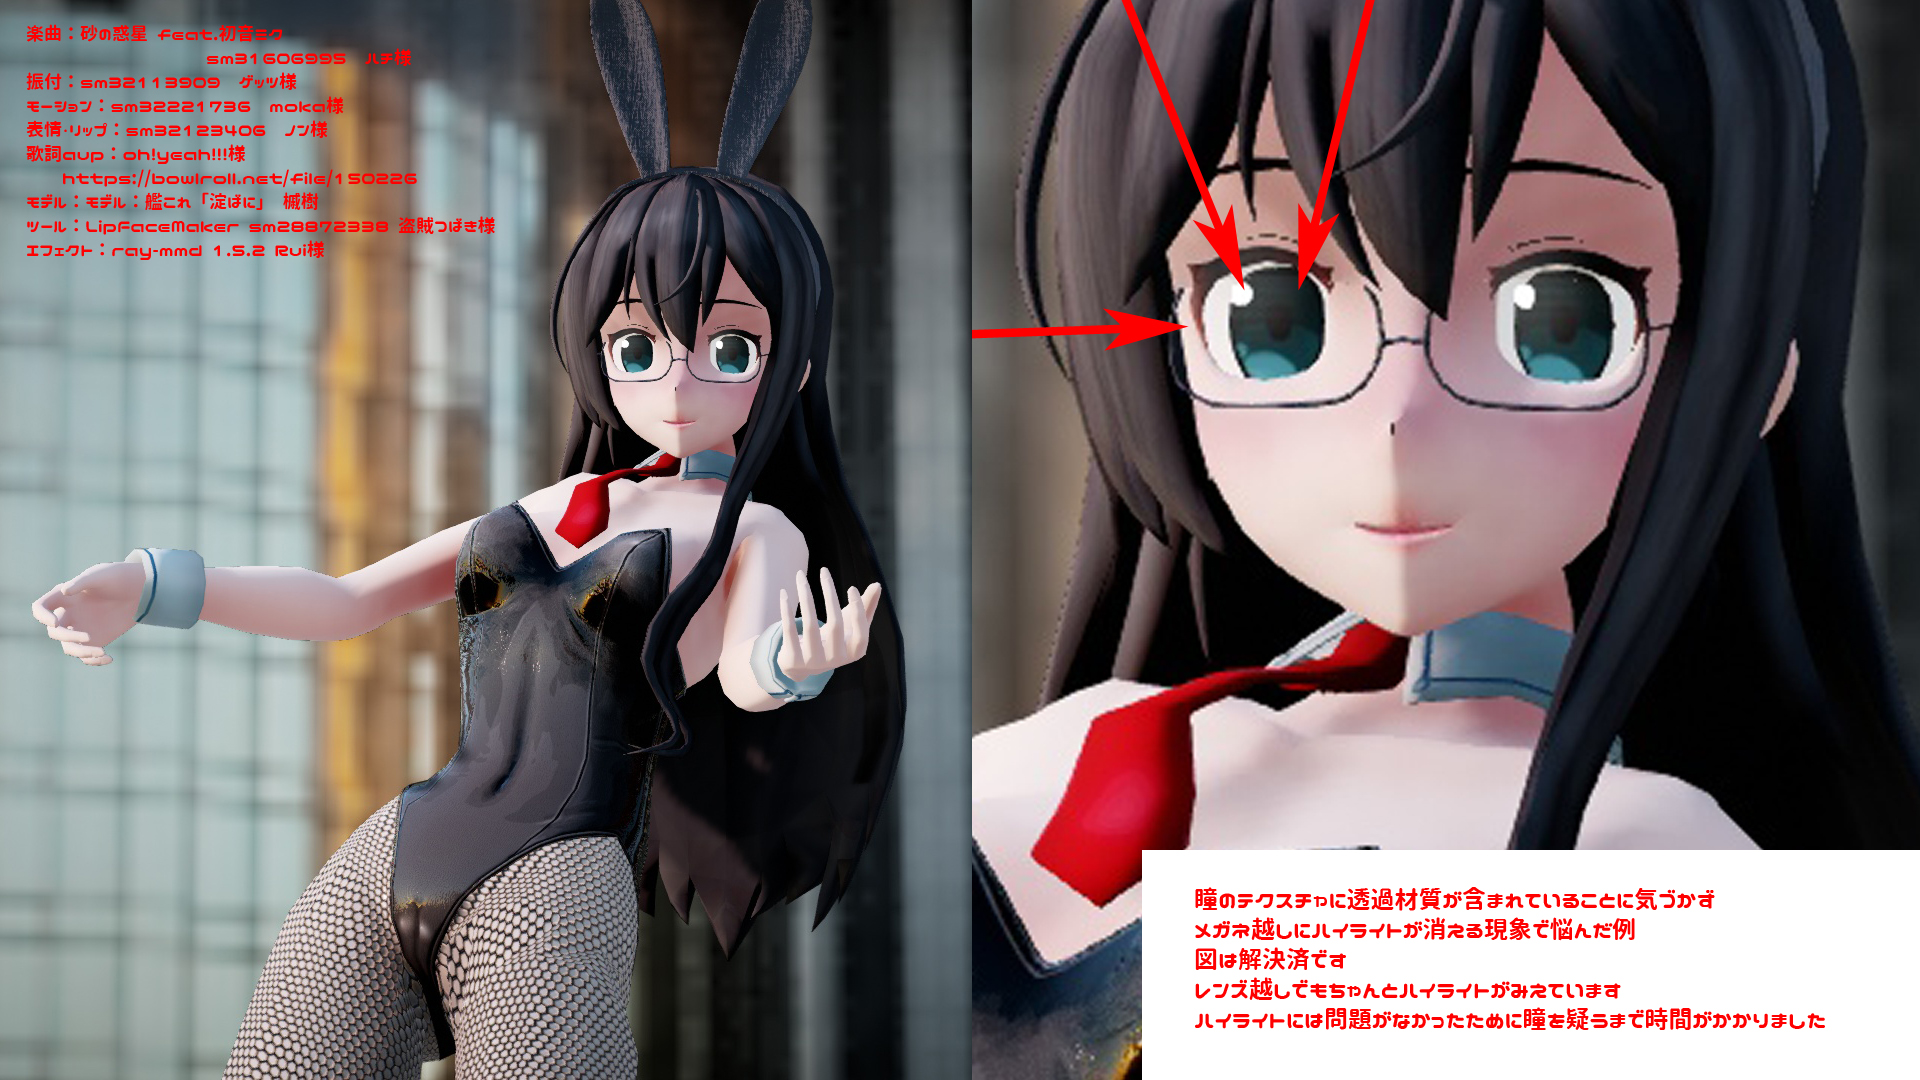 楽曲：砂の惑星 feat.初音ミク
sm31606995 ハチ様
振付：sm32113909 ゲッツ様
モーション：sm32221736 moka様
表情・リップ：sm32123406 ノン様
歌詞aup：oh!yeah!!!様
https://bowlroll.net/file/150226
モデル：モデル：艦これ「淀ばに」 槭樹
ツール：LipFaceMaker sm28872338 盗賊つばき様
エフェクト：ray-mmd 1.5.2 Rui様
瞳のテクスチャに透過材質が含まれていることに気づかず
メガネ越しにハイライトが消える現象で悩んだ例
図は解決済です
レンズ越しでもちゃんとハイライトがみえています
ハイライトには問題がなかったために瞳を疑うまで時間がかかりました